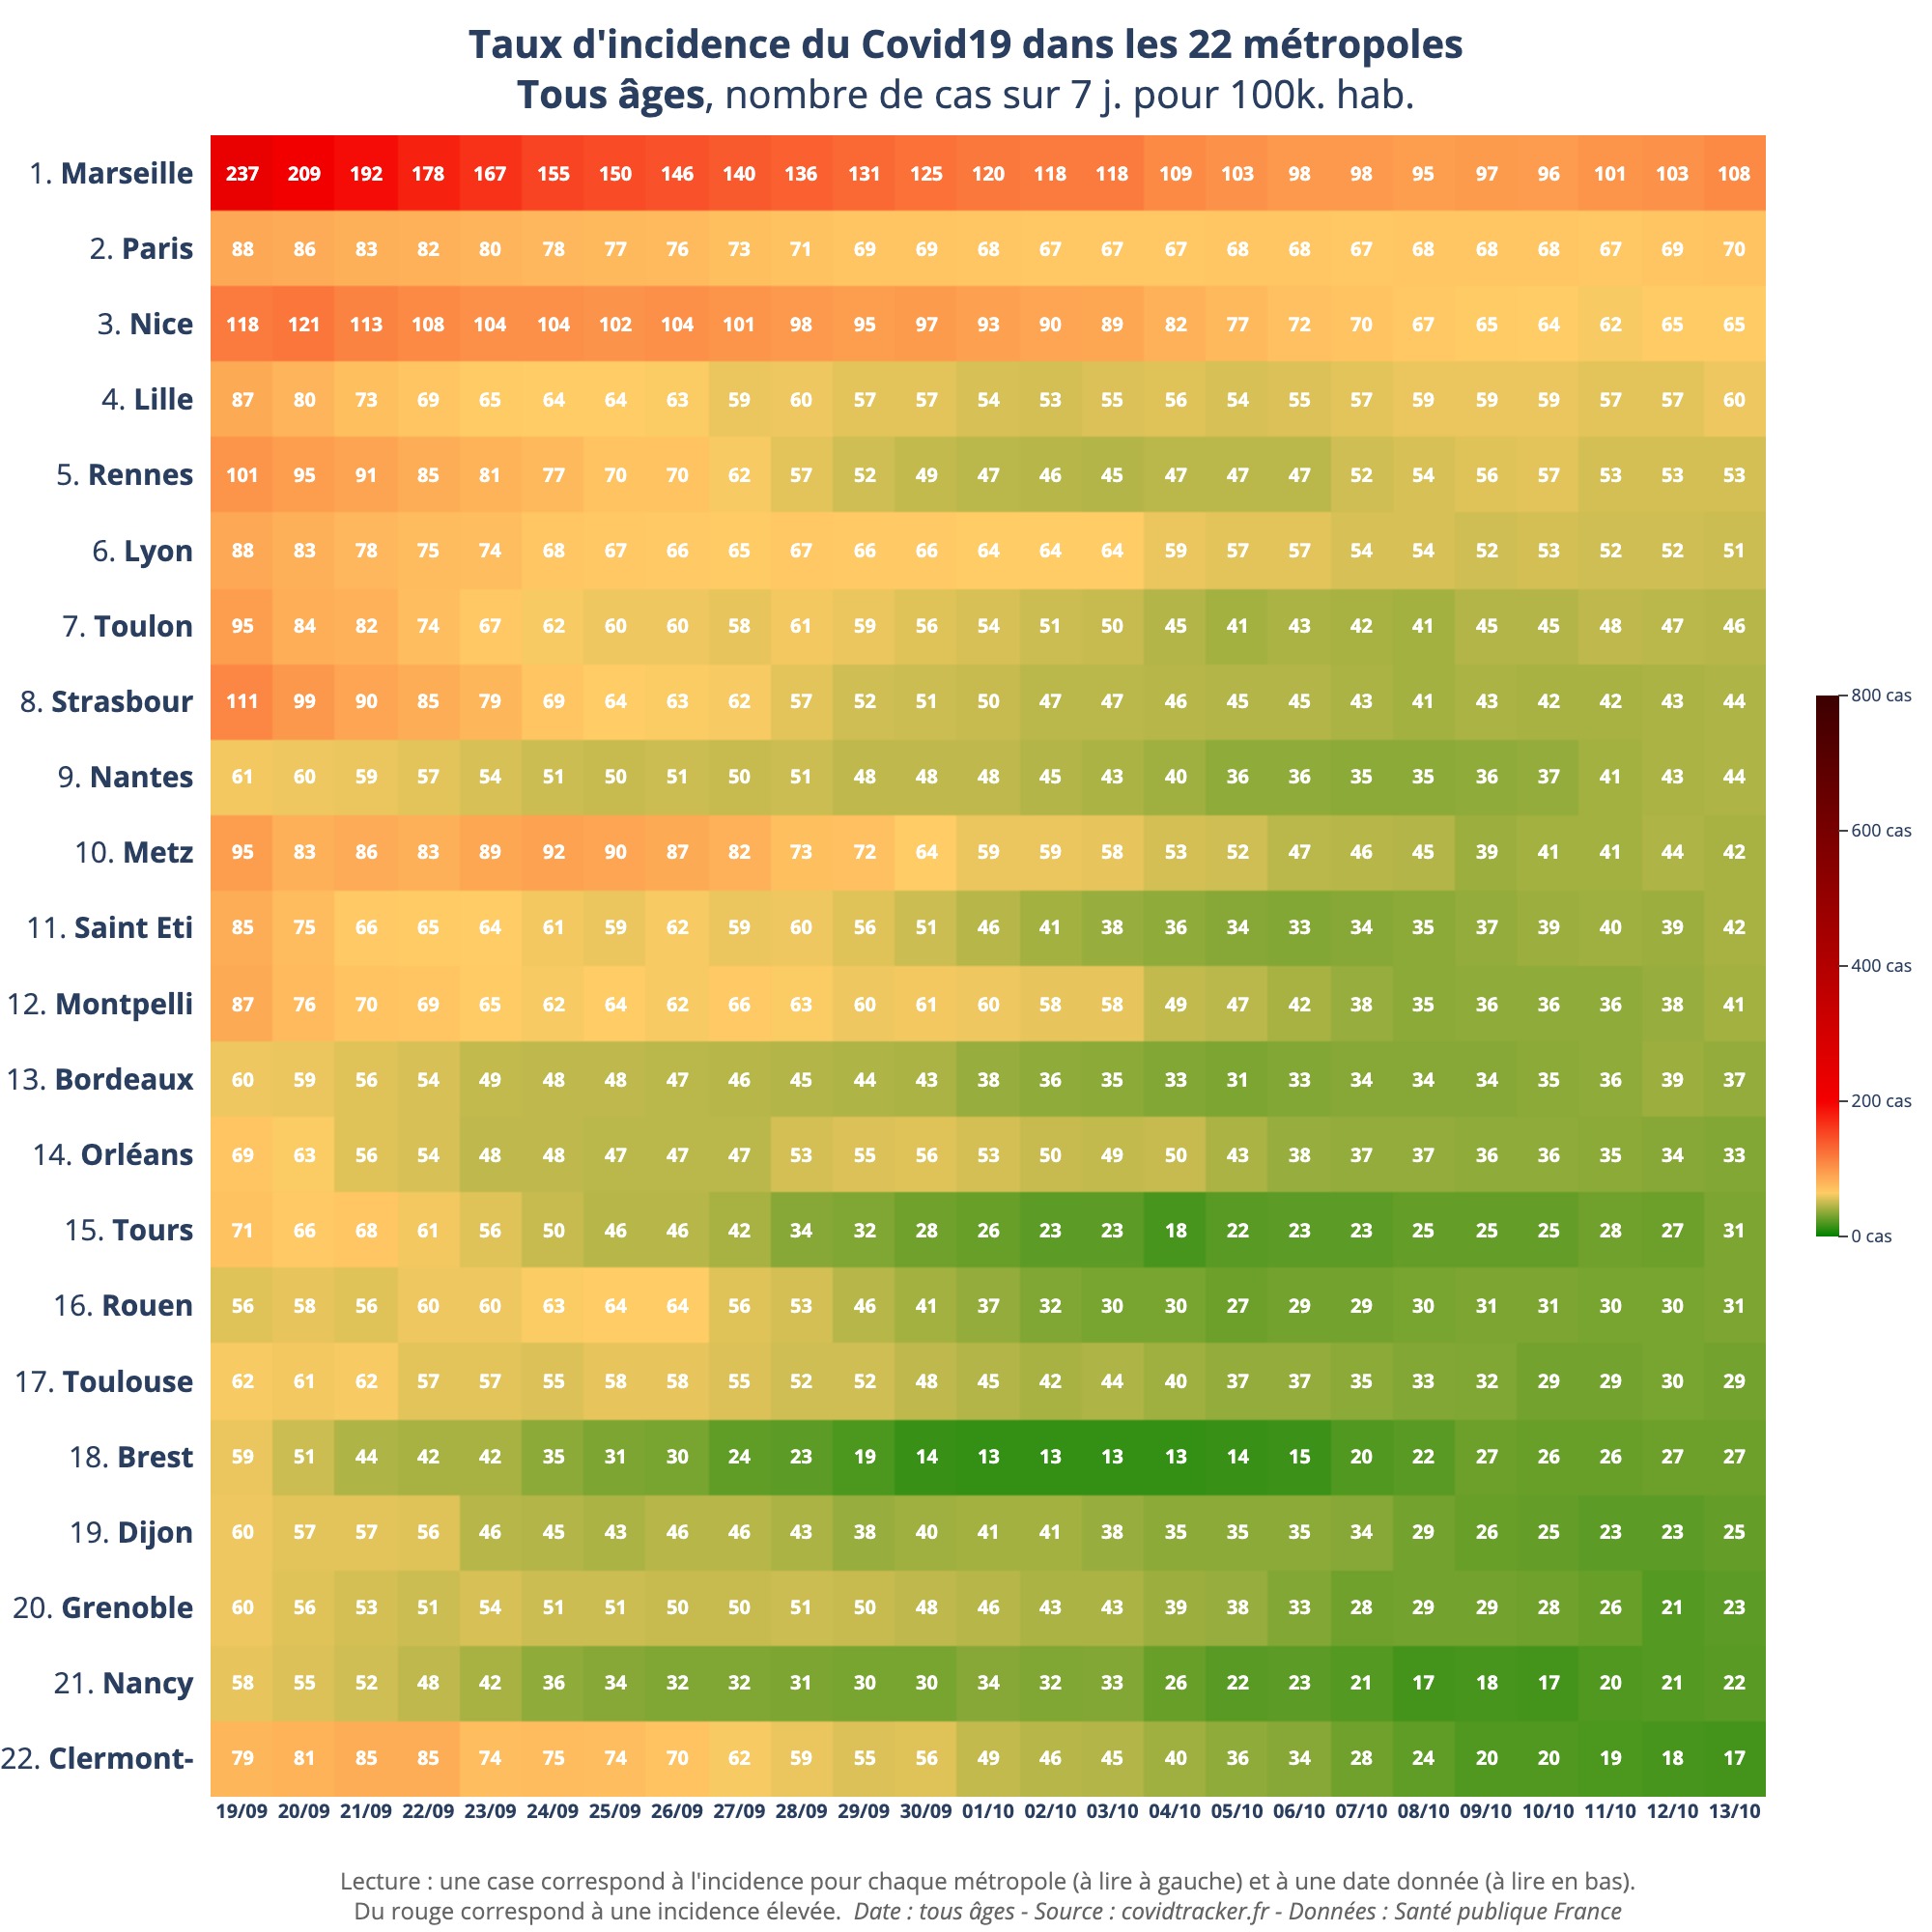 Taux d'incidence du Covid19 dans les 22 métropoles
Tous âges, nombre de cas sur 7 j. pour 100k. hab.
1. Marseille 237 209 192 178 167 155 150 146 140 136 131 125 120 118 118 109 103 98 98 95 97 96 101 103 108
2. Paris 88 86 83 82 80 78 77 76 73 71 69 69 68 67 67 67 68 68 67 68 68 68 67 69 70
3. Nice 118 121 113 108 104 104 102 104 101 98 95 97 93 90 89 82 77 72 70 67 65 64 62 65 65
4. Lille 87 80 73 69 65 64 64 63 59 60 57 57 54 53 55 56 54 55 57 59 59 59 57 57 60
5. Rennes 101 95 91 85 81 77 70 70 62 57 52 49 47 46 45 47 47 47 52 54 56 57 53 53 53
6. Lyon 88 83 78 75 74 68 67 66 65 67 66 66 64 64 64 59 57 57 54 54 52 53 52 52 51
7. Toulon 95 84 82 74 67 62 60 60 58 61 59 56 54 51 50 45 41 43 42 41 45 45 48 47 46
8. Strasbour 111 99 90 85 79 69 64 63 62 57 52 51 50 47 47 46 45 45 43 41 43 42 42 43 44
9. Nantes 61 60 59 57 54 51 50 51 50 51 48 48 48 45 43 40 36 36 35 35 36 37 41 43 44
10. Metz 95 83 86 83 89 92 90 87 82 73 72 64 59 59 58 53 52 47 46 45 39 41 41 44 42
11. Saint Eti 85 75 66 65 64 61 59 62 59 60 56 51 46 41 38 36 34 33 34 35 37 39 40 39 42
12. Montpelli 87 76 70 69 65 62 64 62 66 63 60 61 60 58 58 49 47 42 38 35 36 36 36 38 41
13. Bordeaux 60 59 56 54 49 48 48 47 46 45 44 43 38 36 35 33 31 33 34 34 34 35 36 39 37
14. Orléans 69 63 56 54 48 48 47 47 47 53 55 56 53 50 49 50 43 38 37 37 36 36 35 34 33
15. Tours 71 66 68 61 56 50 46 46 42 34 32 28 26 23 23 18 22 23 23 25 25 25 28 27 31
16. Rouen 56 58 56 60 60 63 64 64 56 53 46 41 37 32 30 30 27 29 29 30 31 31 30 30 31
17. Toulouse 62 61 62 57 57 55 58 58 55 52 52 48 45 42 44 40 37 37 35 33 32 29 29 30 29
18. Brest 59 51 44 42 42 35 31 30 24 23 19 14 13 13 13 13 14 15 20 22 27 26 26 27 27
19. Dijon 60 57 57 56 46 45 43 46 46 43 38 40 41 41 38 35 35 35 34 29 26 25 23 23 25
20. Grenoble 60 56 53 51 54 51 51 50 50 51 50 48 46 43 43 39 38 33 28 29 29 28 26 21 23
21. Nancy 58 55 52 48 42 36 34 32 32 31 30 30 34 32 33 26 22 23 21 17 18 17 20 21 22
22. Clermont- 79 81 85 85 74 75 74 70 62 59 55 56 49 46 45 40 36 34 28 24 20 20 19 18 17
19/09 20/09 21/09 22/09 23/09 24/09 25/09 26/09 27/09 28/09 29/09 30/09 01/10 02/10 03/10 04/10 05/10 06/10 07/10 08/10 09/10 10/10 11/10 12/10 13/10
800 cas
600 cas
400 cas
200 cas
0 cas
Lecture : une case correspond à l'incidence pour chaque métropole (à lire à gauche) et à une date donnée (à lire en bas).
Du rouge correspond à une incidence élevée. Date : tous âges - Source : covidtracker.fr - Données : Santé publique France